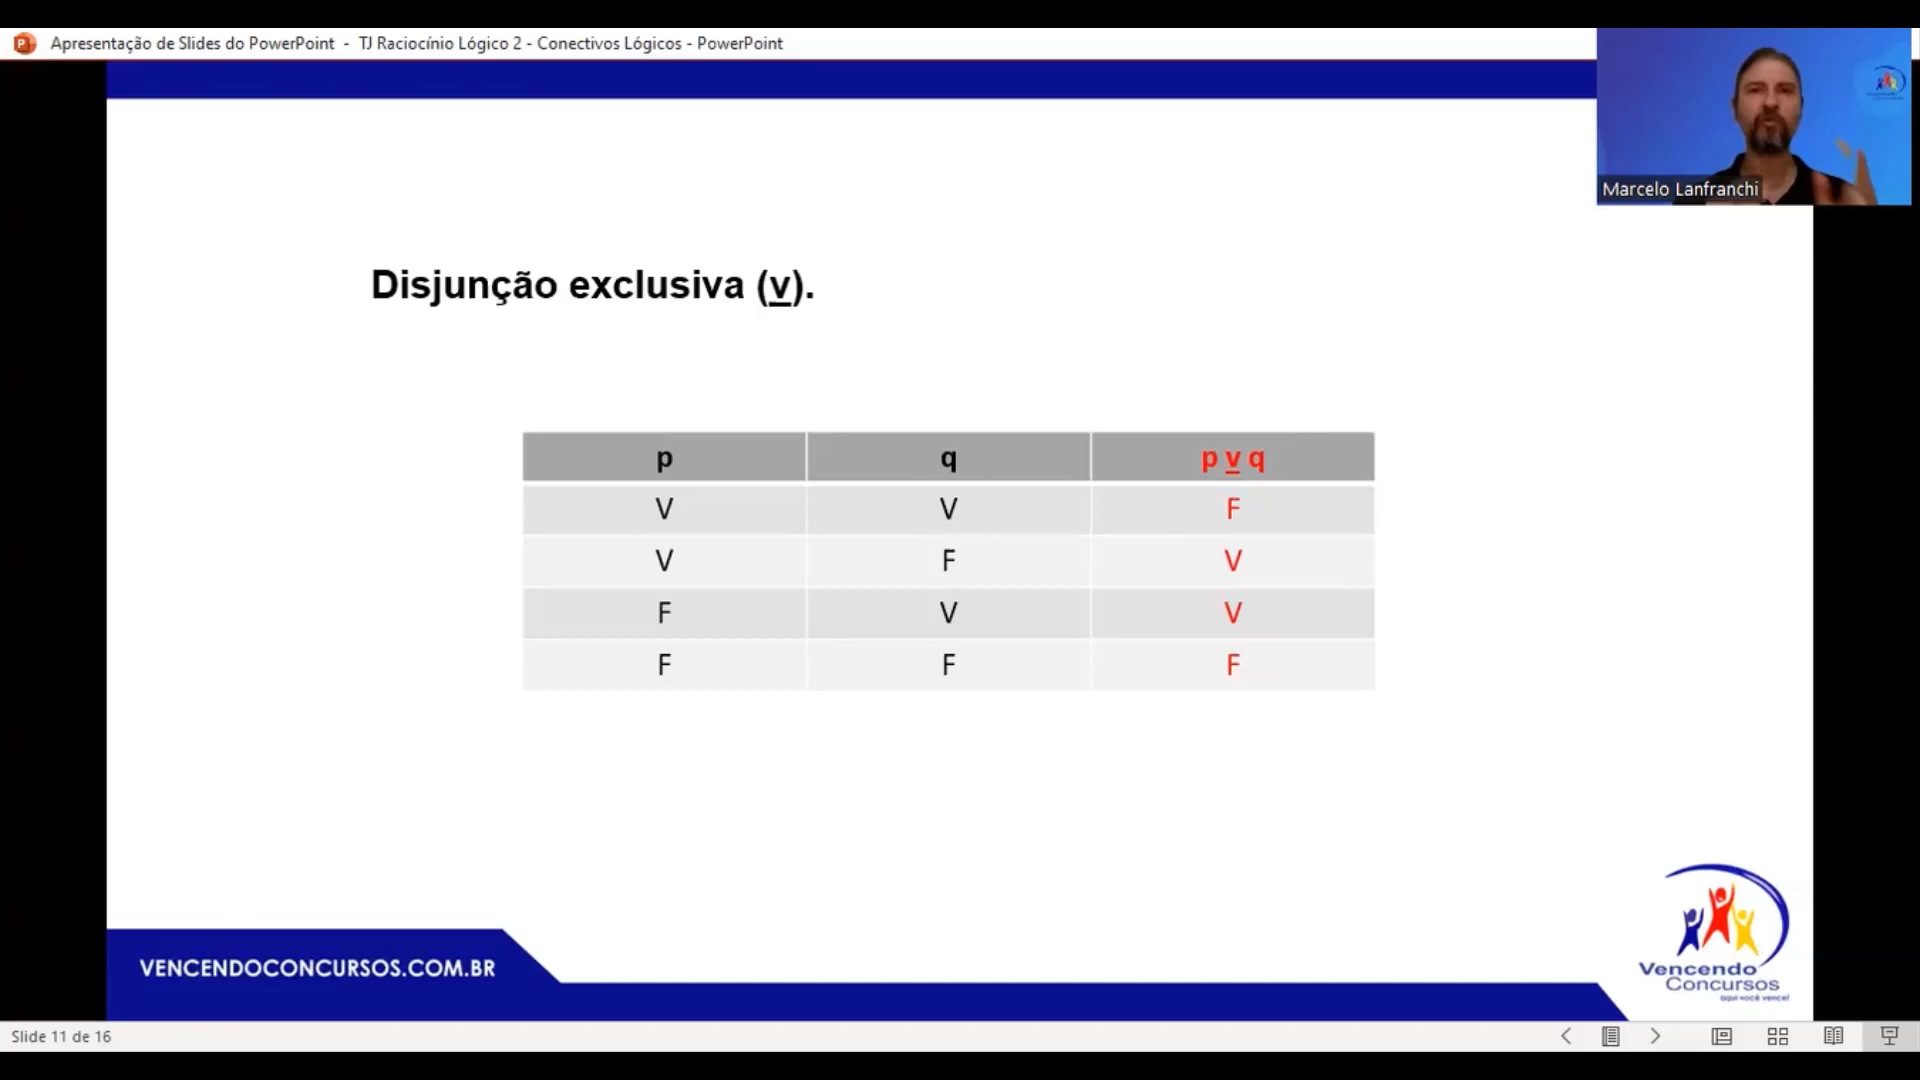 Apresentação de Slides do PowerPoint - TJ Raciocínio Lógico 2 - Conectivos Lógicos - PowerPoint
Marcelo Lanfranchi
Disjunção exclusiva (v).
p q p v q
V V F
V F V
F V V
F F F
VENCENDOCONCURSOS.COM.BR
Vencendo
Concursos
aqui você vence!
Slide 11 de 16